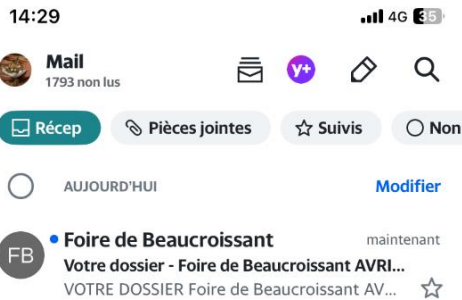 14:29 4G 35
Mail
1793 non lus
y+
Récep Pièces jointes Suivis Non
AUJOURD'HUI Modifier
FB Foire de Beaucroissant maintenant
Votre dossier - Foire de Beaucroissant AVRI...
VOTRE DOSSIER Foire de Beaucroissant AV...